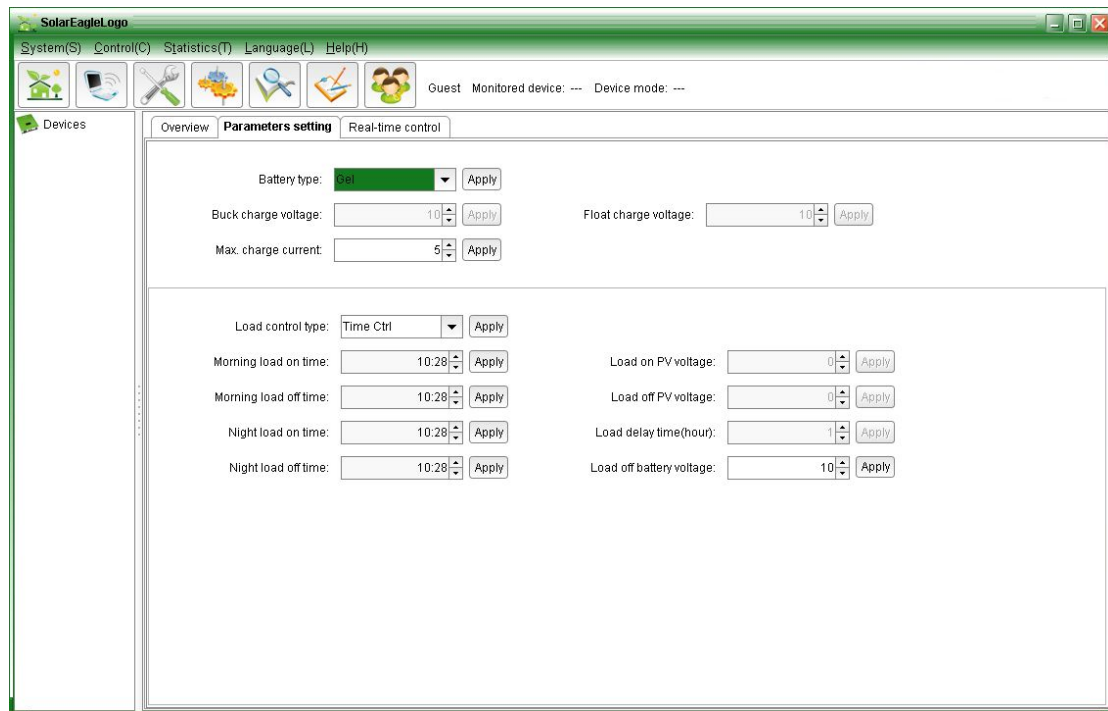 SolarEagleLogo
System(S) Control(C) Statistics(T) Language(L) Help(H)
Guest Monitored device: --- Device mode: ---
Devices
Overview Parameters setting Real-time control
Battery type: Gel Apply
Buck charge voltage: 10 Apply Float charge voltage: 10 Apply
Max. charge current: 5 Apply
Load control type: Time Ctrl Apply
Morning load on time: 10:28 Apply Load on PV voltage: 0 Apply
Morning load off time: 10:28 Apply Load off PV voltage: 0 Apply
Night load on time: 10:28 Apply Load delay time(hour): 1 Apply
Night load off time: 10:28 Apply Load off battery voltage: 10 Apply